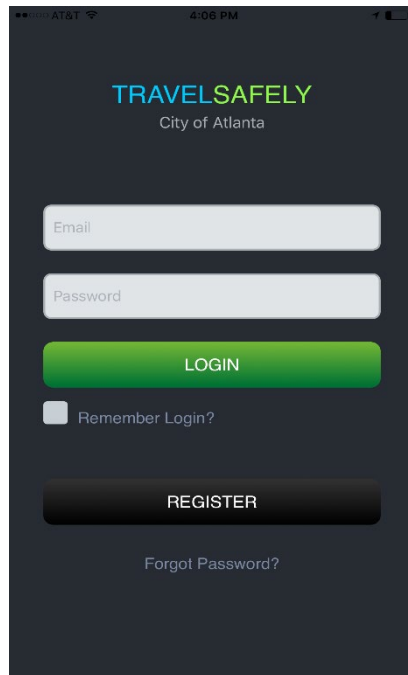 AT&T 4:06 PM
TRAVELSAFELY
City of Atlanta
Email
Password
LOGIN
Remember Login?
REGISTER
Forgot Password?